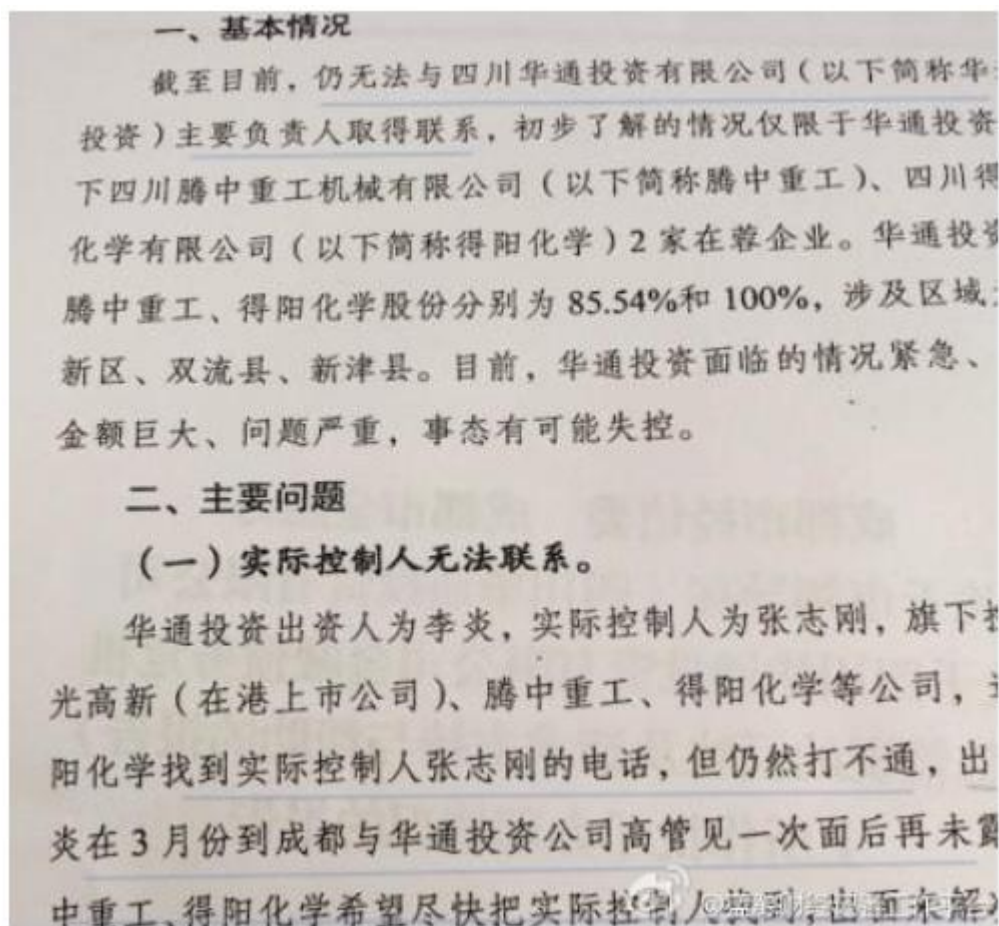 一、基本情况
截至目前，仍无法与四川华通投资有限公司（以下简称华
投资）主要负责人取得联系，初步了解的情况仅限于华通投资
下四川腾中重工机械有限公司（以下简称腾中重工）、四川得
化学有限公司（以下简称得阳化学）2 家在蓉企业。华通投资
腾中重工、得阳化学股份分别为 85.54%和 100%，涉及区域
新区、双流县、新津县。目前，华通投资面临的情况紧急、
金额巨大、问题严重，事态有可能失控。
二、主要问题
（一）实际控制人无法联系。
华通投资出资人为李炎，实际控制人为张志刚，旗下
光高新（在港上市公司）、腾中重工、得阳化学等公司，
阳化学找到实际控制人张志刚的电话，但仍然打不通，出
炎在 3 月份到成都与华通投资公司高管见一次面后再未露
中重工、得阳化学希望尽快把实际控制人找到，出面来解